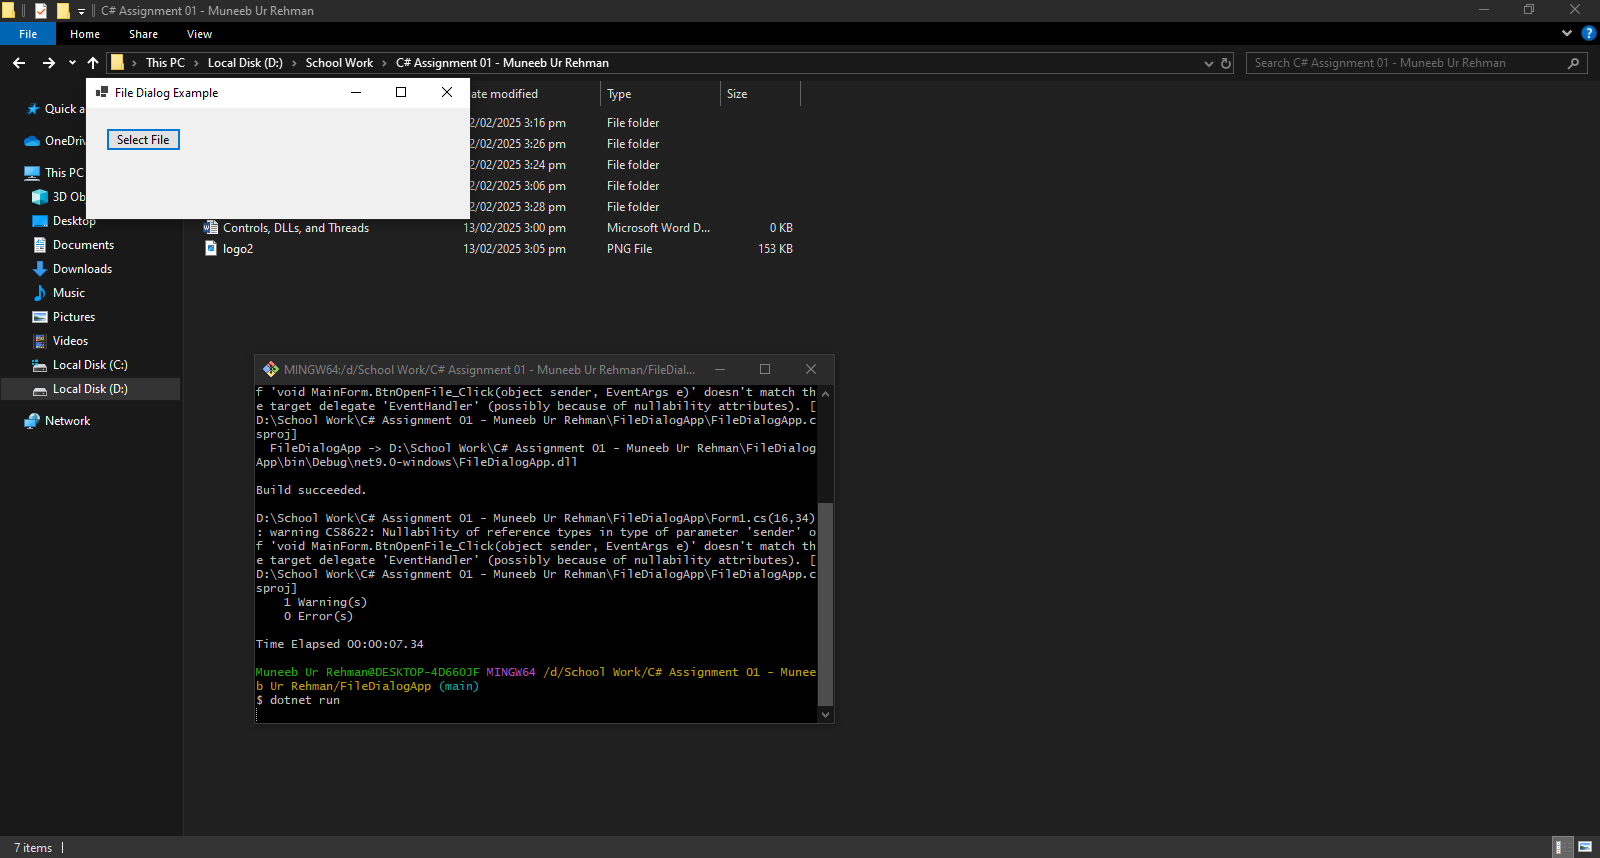 C# Assignment 01 - Muneeb Ur Rehman
File Home Share View
This PC Local Disk (D:) School Work C# Assignment 01 - Muneeb Ur Rehman
Search C# Assignment 01 - Muneeb Ur Rehman
File Dialog Example
Select File
ate modified Type Size
2/02/2025 3:16 pm File folder
2/02/2025 3:26 pm File folder
2/02/2025 3:24 pm File folder
2/02/2025 3:06 pm File folder
2/02/2025 3:28 pm File folder
Controls, DLLs, and Threads 13/02/2025 3:00 pm Microsoft Word D... 0 KB
logo2 13/02/2025 3:05 pm PNG File 153 KB
Quick a
OneDriv
This PC
3D Ob
Desktop
Documents
Downloads
Music
Pictures
Videos
Local Disk (C:)
Local Disk (D:)
Network
MINGW64:/d/School Work/C# Assignment 01 - Muneeb Ur Rehman/FileDial...
f 'void MainForm.BtnOpenFile_Click(object sender, EventArgs e)' doesn't match th
e target delegate 'EventHandler' (possibly because of nullability attributes). [
D:\School Work\C# Assignment 01 - Muneeb Ur Rehman\FileDialogApp\FileDialogApp.c
sproj]
FileDialogApp -> D:\School Work\C# Assignment 01 - Muneeb Ur Rehman\FileDialog
App\bin\Debug\net9.0-windows\FileDialogApp.dll
Build succeeded.
D:\School Work\C# Assignment 01 - Muneeb Ur Rehman\FileDialogApp\Form1.cs(16,34)
: warning CS8622: Nullability of reference types in type of parameter 'sender' o
f 'void MainForm.BtnOpenFile_Click(object sender, EventArgs e)' doesn't match th
e target delegate 'EventHandler' (possibly because of nullability attributes). [
D:\School Work\C# Assignment 01 - Muneeb Ur Rehman\FileDialogApp\FileDialogApp.c
sproj]
1 Warning(s)
0 Error(s)
Time Elapsed 00:00:07.34
Muneeb Ur Rehman@DESKTOP-4D66OJF MINGW64 /d/School Work/C# Assignment 01 - Munee
b Ur Rehman/FileDialogApp (main)
$ dotnet run
7 items